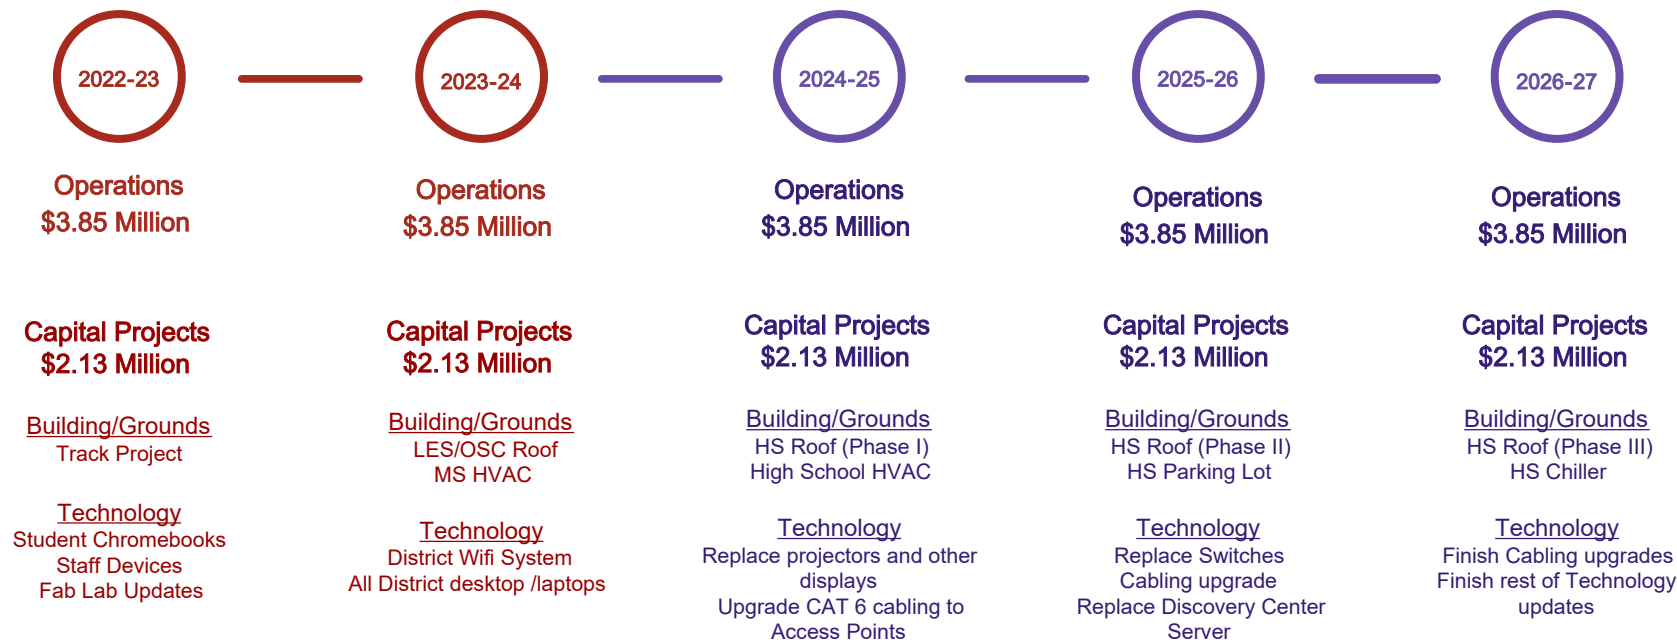 2022-23
2023-24
2024-25
2025-26
2026-27
Operations
$3.85 Million
Capital Projects
$2.13 Million
Building/Grounds
Track Project
Technology
Student Chromebooks
Staff Devices
Fab Lab Updates
Operations
$3.85 Million
Capital Projects
$2.13 Million
Building/Grounds
LES/OSC Roof
MS HVAC
Technology
District Wifi System
All District desktop /laptops
Operations
$3.85 Million
Capital Projects
$2.13 Million
Building/Grounds
HS Roof (Phase I)
High School HVAC
Technology
Replace projectors and other
displays
Upgrade CAT 6 cabling to
Access Points
Operations
$3.85 Million
Capital Projects
$2.13 Million
Building/Grounds
HS Roof (Phase II)
HS Parking Lot
Technology
Replace Switches
Cabling upgrade
Replace Discovery Center
Server
Operations
$3.85 Million
Capital Projects
$2.13 Million
Building/Grounds
HS Roof (Phase III)
HS Chiller
Technology
Finish Cabling upgrades
Finish rest of Technology
updates